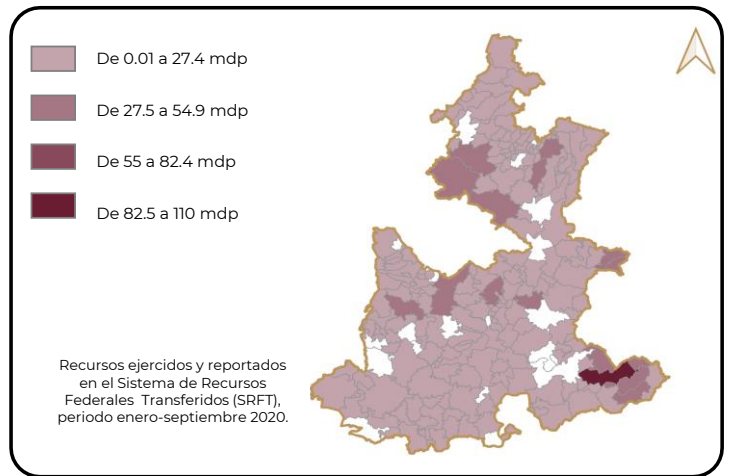 De 0.01 a 27.4 mdp
De 27.5 a 54.9 mdp
De 55 a 82.4 mdp
De 82.5 a 110 mdp
Recursos ejercidos y reportados
en el Sistema de Recursos
Federales Transferidos (SRFT),
periodo enero-septiembre 2020.